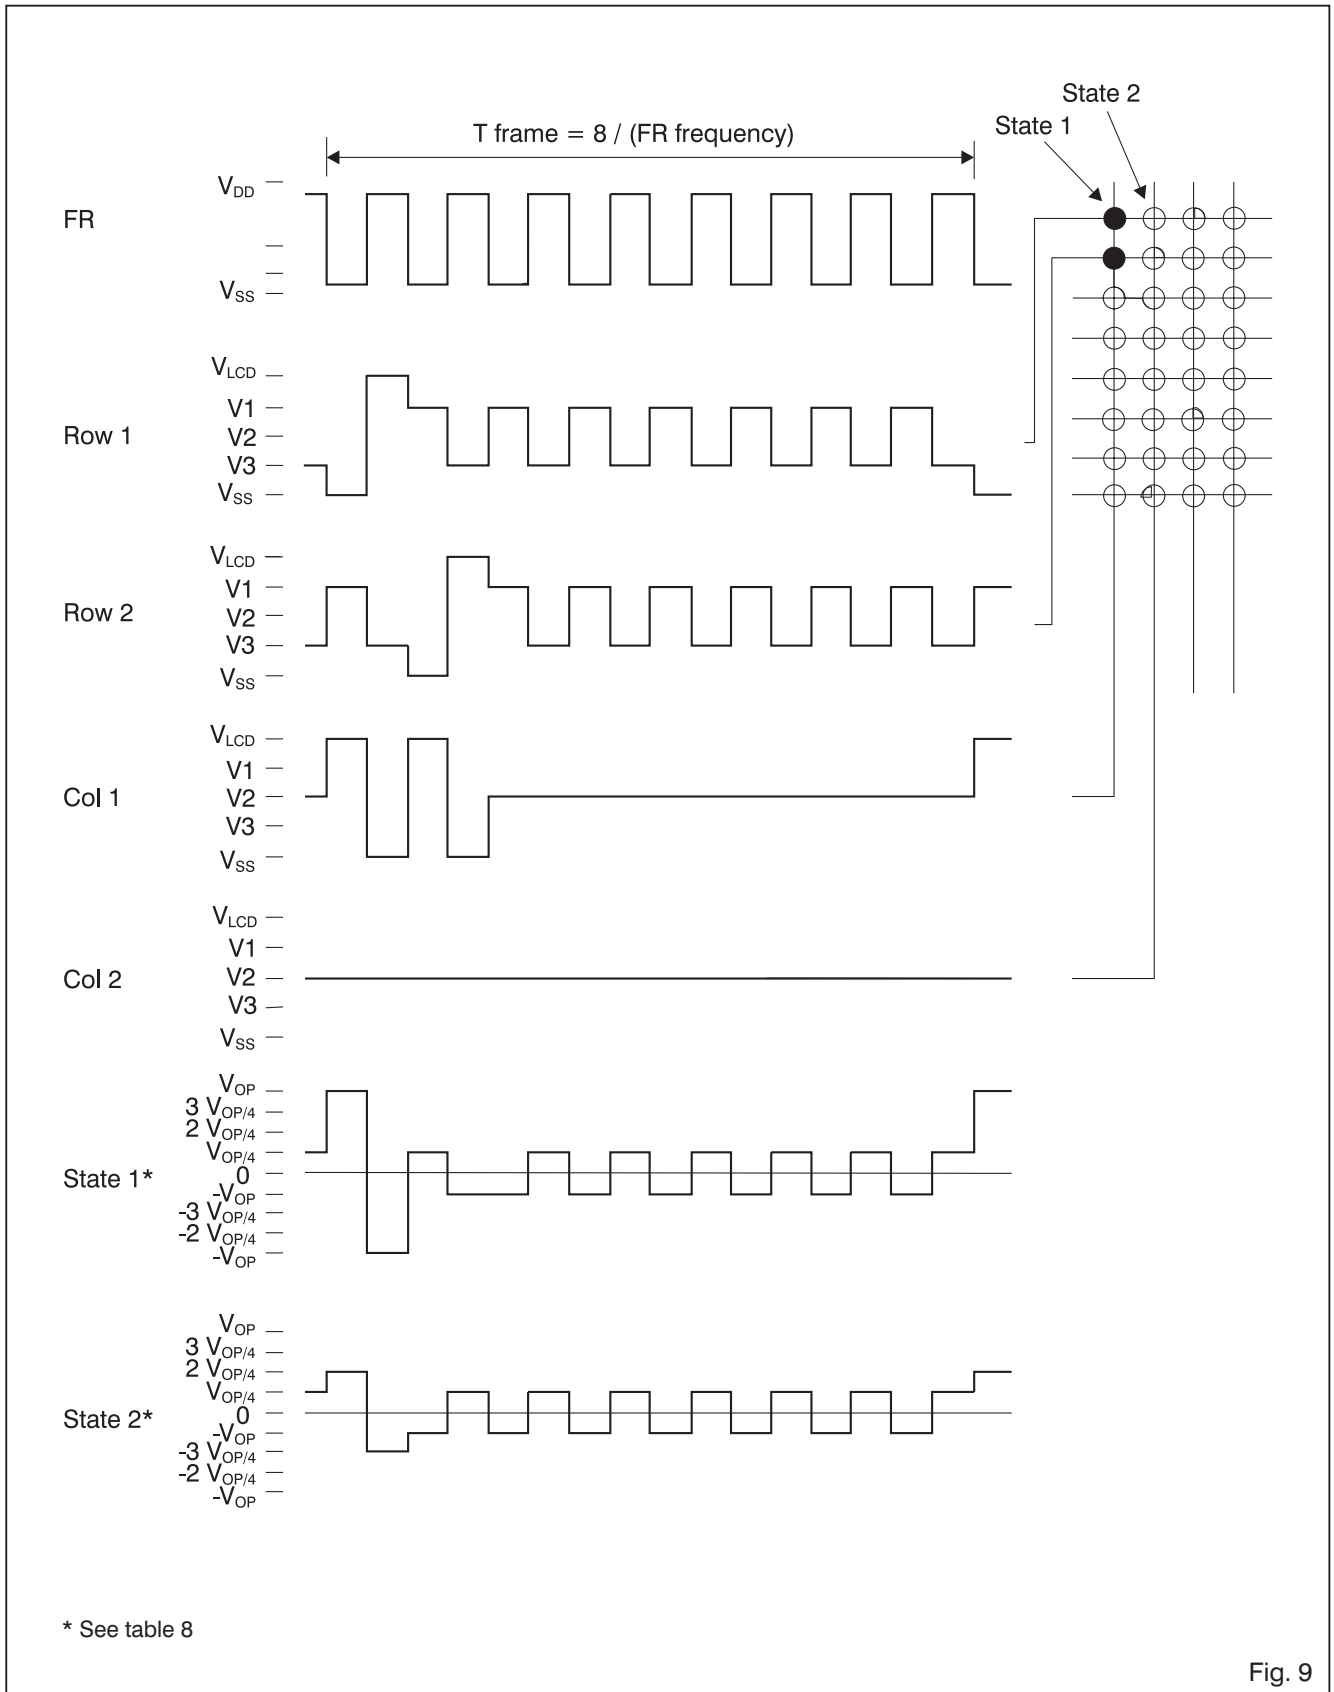 State 2
State 1
T frame = 8 / (FR frequency)
FR
VDD
VSS
Row 1
VLCD
V1
V2
V3
VSS
Row 2
VLCD
V1
V2
V3
VSS
Col 1
VLCD
V1
V2
V3
VSS
Col 2
VLCD
V1
V2
V3
VSS
State 1*
VOP
3 VOP/4
2 VOP/4
VOP/4
0
-VOP
-3 VOP/4
-2 VOP/4
-VOP
State 2*
VOP
3 VOP/4
2 VOP/4
VOP/4
0
-VOP
-3 VOP/4
-2 VOP/4
-VOP
* See table 8
Fig. 9